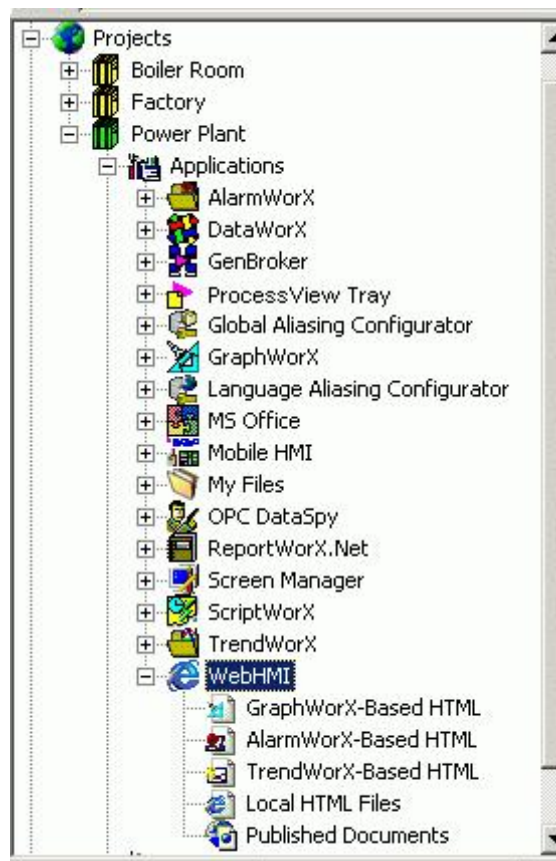 Projects
Boiler Room
Factory
Power Plant
Applications
AlarmWorX
DataWorX
GenBroker
ProcessView Tray
Global Aliasing Configurator
GraphWorX
Language Aliasing Configurator
MS Office
Mobile HMI
My Files
OPC DataSpy
ReportWorX.Net
Screen Manager
ScriptWorX
TrendWorX
WebHMI
GraphWorX-Based HTML
AlarmWorX-Based HTML
TrendWorX-Based HTML
Local HTML Files
Published Documents